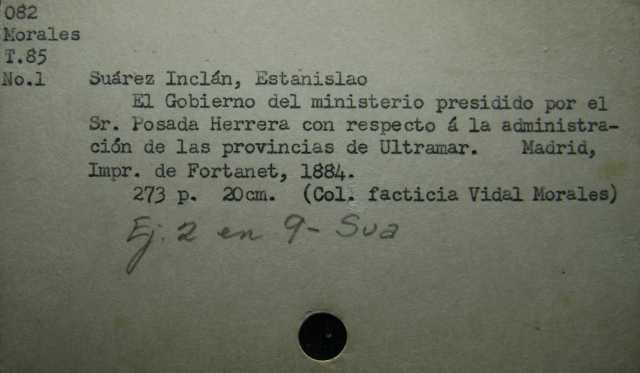 082
Morales
T.85
No.1 Suárez Inclán, Estanislao
El Gobierno del ministerio presidido por el
Sr. Posada Herrera con respecto á la administra-
ción de las provincias de Ultramar. Madrid,
Impr. de Fortanet, 1884.
273 p. 20cm. (Col. facticia Vidal Morales)
Ej. 2 en 9- Sua